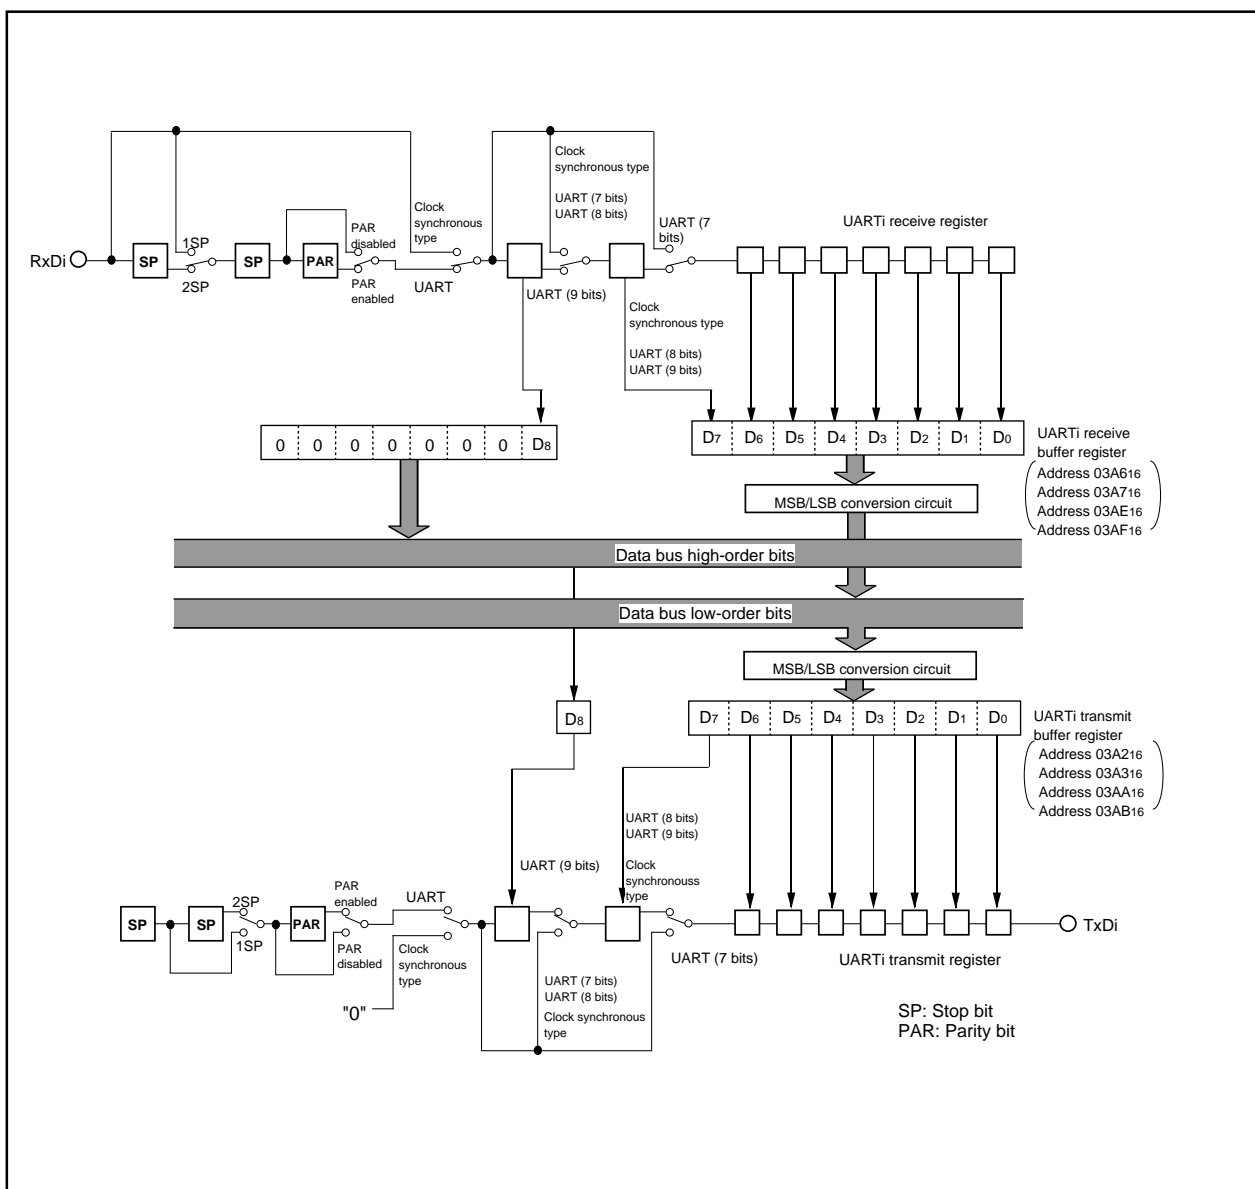 Clock
synchronous type
UART (7 bits)
UART (8 bits)
Clock
synchronous
type
PAR
disabled
1SP
UART (7
bits)
UARTi receive register
RxDi
SP
SP
PAR
2SP
PAR
enabled
UART
UART (9 bits)
Clock
synchronous type
UART (8 bits)
UART (9 bits)
0 0 0 0 0 0 0 D8
D7 D6 D5 D4 D3 D2 D1 D0
UARTi receive
buffer register
Address 03A616
Address 03A716
Address 03AE16
Address 03AF16
MSB/LSB conversion circuit
Data bus high-order bits
Data bus low-order bits
MSB/LSB conversion circuit
D8
D7 D6 D5 D4 D3 D2 D1 D0
UARTi transmit
buffer register
Address 03A216
Address 03A316
Address 03AA16
Address 03AB16
UART (8 bits)
UART (9 bits)
UART (9 bits)
Clock
synchronouss
type
PAR
enabled
2SP
UART
SP
SP
PAR
TxDi
1SP
PAR
disabled
Clock
synchronous
type
UART (7 bits)
UARTi transmit register
UART (7 bits)
UART (8 bits)
Clock synchronous
type
"0"
SP: Stop bit
PAR: Parity bit